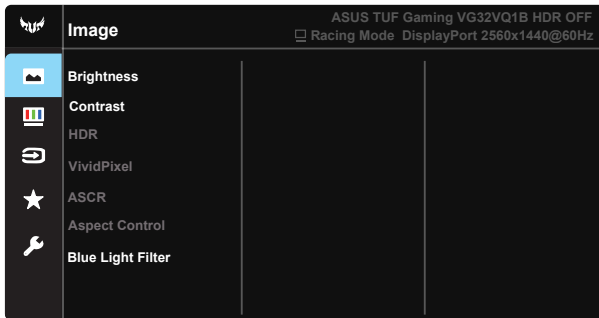 Image
ASUS TUF Gaming VG32VQ1B HDR OFF
Racing Mode DisplayPort 2560x1440@60Hz
Brightness
Contrast
HDR
VividPixel
ASCR
Aspect Control
Blue Light Filter